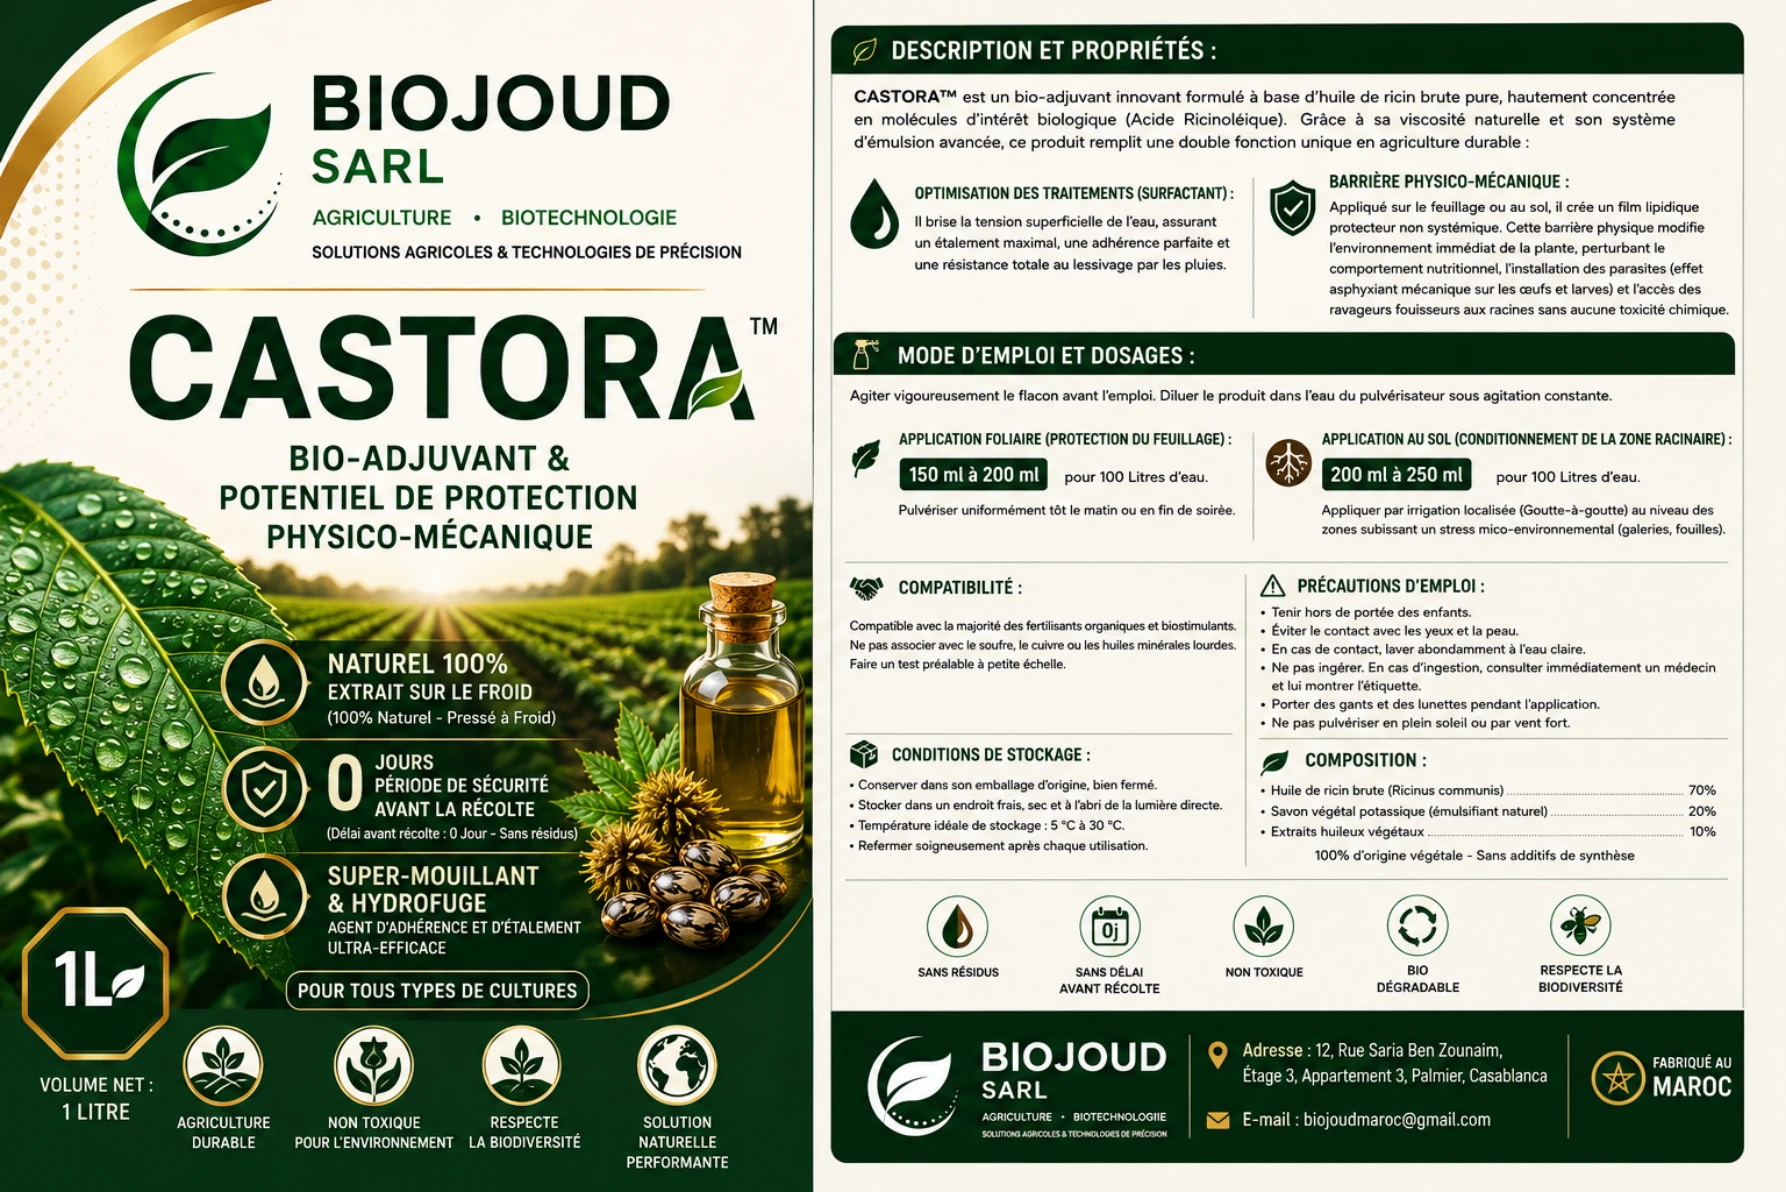 BIOJOUD
SARL
AGRICULTURE • BIOTECHNOLOGIE
SOLUTIONS AGRICOLES & TECHNOLOGIES DE PRÉCISION
CASTORA™
BIO-ADJUVANT &
POTENTIEL DE PROTECTION
PHYSICO-MÉCANIQUE
NATUREL 100%
EXTRAIT SUR LE FROID
(100% Naturel - Pressé à Froid)
0 JOURS
PÉRIODE DE SÉCURITÉ
AVANT LA RÉCOLTE
(Délai avant récolte : 0 Jour - Sans résidus)
SUPER-MOUILLANT
& HYDROFUGE
AGENT D'ADHÉRENCE ET D'ÉTALEMENT
ULTRA-EFFICACE
POUR TOUS TYPES DE CULTURES
1L
VOLUME NET :
1 LITRE
AGRICULTURE
DURABLE
NON TOXIQUE
POUR L'ENVIRONNEMENT
RESPECTE
LA BIODIVERSITÉ
SOLUTION
NATURELLE
PERFORMANTE
DESCRIPTION ET PROPRIÉTÉS :
CASTORA™ est un bio-adjuvant innovant formulé à base d'huile de ricin brute pure, hautement concentrée
en molécules d'intérêt biologique (Acide Ricinoléique). Grâce à sa viscosité naturelle et son système
d'émulsion avancée, ce produit remplit une double fonction unique en agriculture durable :
OPTIMISATION DES TRAITEMENTS (SURFACTANT) :
Il brise la tension superficielle de l'eau, assurant
un étalement maximal, une adhérence parfaite et
une résistance totale au lessivage par les pluies.
BARRIÈRE PHYSICO-MÉCANIQUE :
Appliqué sur le feuillage ou au sol, il crée un film lipidique
protecteur non systémique. Cette barrière physique modifie
l'environnement immédiat de la plante, perturbant le
comportement nutritionnel, l'installation des parasites (effet
asphyxiant mécanique sur les œufs et larves) et l'accès des
ravageurs fouisseurs aux racines sans aucune toxicité chimique.
MODE D'EMPLOI ET DOSAGES :
Agiter vigoureusement le flacon avant l'emploi. Diluer le produit dans l'eau du pulvérisateur sous agitation constante.
APPLICATION FOLIAIRE (PROTECTION DU FEUILLAGE) :
150 ml à 200 ml pour 100 Litres d'eau.
Pulvériser uniformément tôt le matin ou en fin de soirèe.
APPLICATION AU SOL (CONDITIONNEMENT DE LA ZONE RACINAIRE) :
200 ml à 250 ml pour 100 Litres d'eau.
Appliquer par irrigation localisée (Goutte-à-goutte) au niveau des
zones subissant un stress mico-environnemental (galeries, fouilles).
COMPATIBILITÉ :
Compatible avec la majorité des fertilisants organiques et biostimulants.
Ne pas associer avec le soufre, le cuivre ou les huiles minérales lourdes.
Faire un test préalable à petite échelle.
PRÉCAUTIONS D'EMPLOI :
• Tenir hors de portée des enfants.
• Éviter le contact avec les yeux et la peau.
• En cas de contact, laver abondamment à l'eau claire.
• Ne pas ingérer. En cas d'ingestion, consulter immédiatement un médecin
et lui montrer l'étiquette.
• Porter des gants et des lunettes pendant l'application.
• Ne pas pulvériser en plein soleil ou par vent fort.
CONDITIONS DE STOCKAGE :
• Conserver dans son emballage d'origine, bien fermé.
• Stocker dans un endroit frais, sec et à l'abri de la lumière directe.
• Température idéale de stockage : 5 °C à 30 °C.
• Refermer soigneusement après chaque utilisation.
COMPOSITION :
• Huile de ricin brute (Ricinus communis) 70%
• Savon végétal potassique (émulsifiant naturel) 20%
• Extraits huileux végétaux 10%
100% d'origine végétale - Sans additifs de synthèse
SANS RÉSIDUS
0j
SANS DÉLAI
AVANT RÉCOLTE
NON TOXIQUE
BIO
DÉGRADABLE
RESPECTE LA
BIODIVERSITÉ
BIOJOUD
SARL
AGRICULTURE • BIOTECHNOLOGIIE
SOLUTIONS AGRICOLES & TECHNOLOGIES DE PRÉCISION
Adresse : 12, Rue Saria Ben Zounaim,
Étage 3, Appartement 3, Palmier, Casablanca
E-mail : biojoudmaroc@gmail.com
FABRIQUÉ AU
MAROC